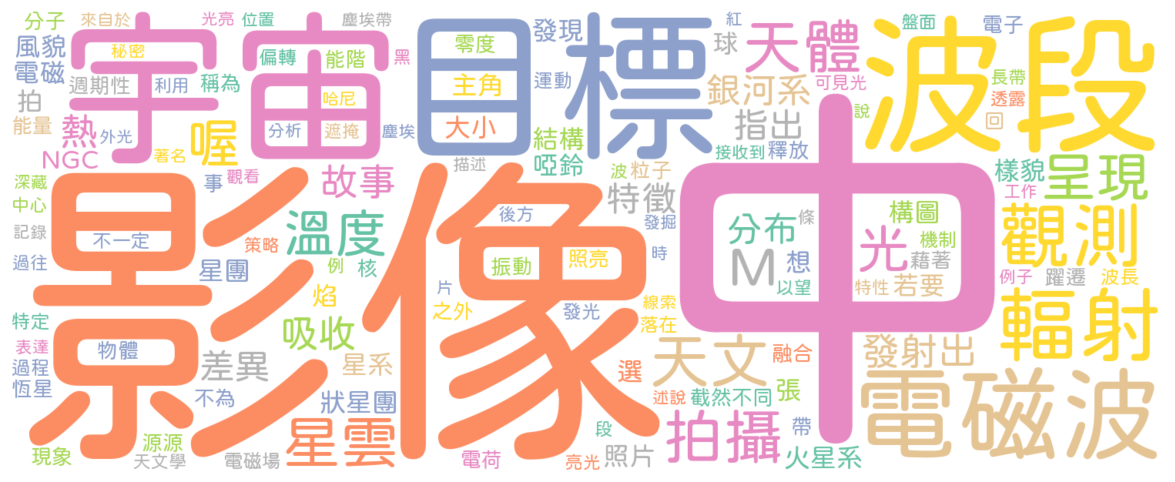 分子
來自於
光亮
位置
塵埃帶
宇宙
目標
發現
紅
球
天體
盤面
電子
波段
風貌
秘密
偏轉
能階
黑
零度
電磁
週期性
利用
稱為
主角
運動
銀河系
可見光
長帶
透露
拍
哈尼
能量
熱
外光
喔
分析
遮掩
塵埃
大小
結構
指出
說
回
NGC
著名
描述
啞鈴
波
粒子
接收到
釋放
樣貌
呈現
深藏
事
觀看
故事
特徵
工作
中心
影像
中
後方
發掘
分布
條
構圖
觀測
記錄
不一定
策略
溫度
時
光
機制
過往
星團
例
核
振動
照亮
M
想
藉著
例子
躍遷
波長
焰
片
以望
特性
若要
特定
吸收
之外
發光
線索
落在
輻射
表達
物體
差異
星系
天文
融合
發射出
過程
恆星
不為
狀星團
選
述說
截然不同
張
電磁波
源源
星雲
段
拍攝
帶
現象
天文學
電磁場
電荷
亮光
照片
火星系